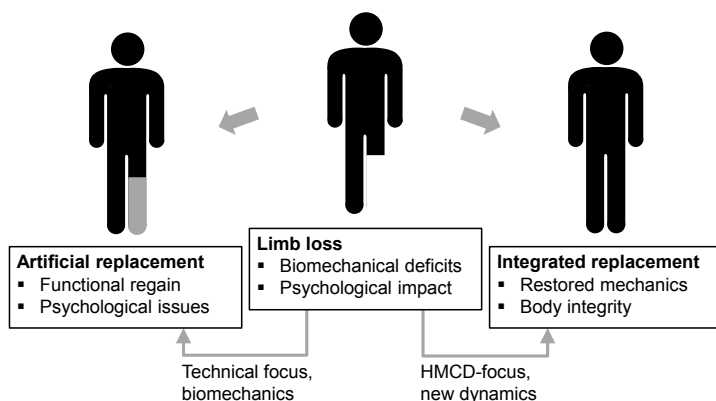 Artificial replacement
▪ Functional regain
▪ Psychological issues
Limb loss
▪ Biomechanical deficits
▪ Psychological impact
Integrated replacement
▪ Restored mechanics
▪ Body integrity
Technical focus,
biomechanics
HMCD-focus,
new dynamics